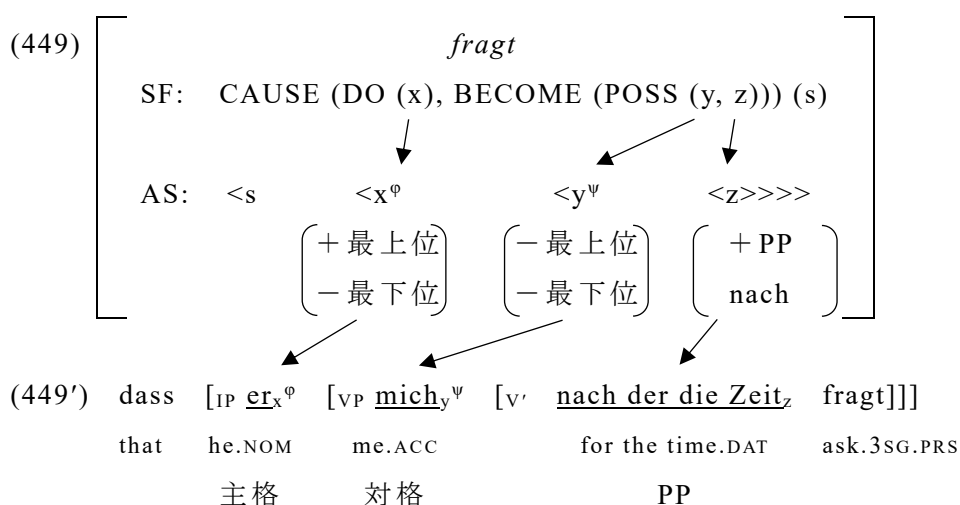 (449) fragt
SF: CAUSE (DO (x), BECOME (POSS (y, z))) (s)
AS: <s <xᵠ <yᵠ̸ <z>>>>
＋最上位 －最上位 ＋PP
－最下位 －最下位 nach
(449′) dass [IP erₓᵠ [VP mich_y^ψ [V′ nach der die Zeit_z fragt]]]
that he.NOM me.ACC for the time.DAT ask.3SG.PRS
主格 対格 PP